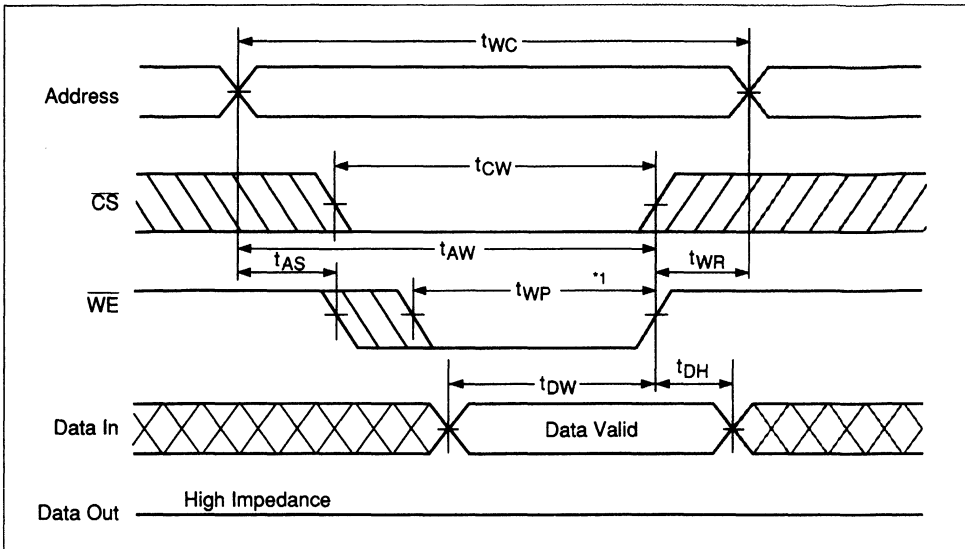 tWC
Address
tCW
CS
tAW
tAS
tWR
WE
tWP *1
tDW
tDH
Data In
Data Valid
High Impedance
Data Out